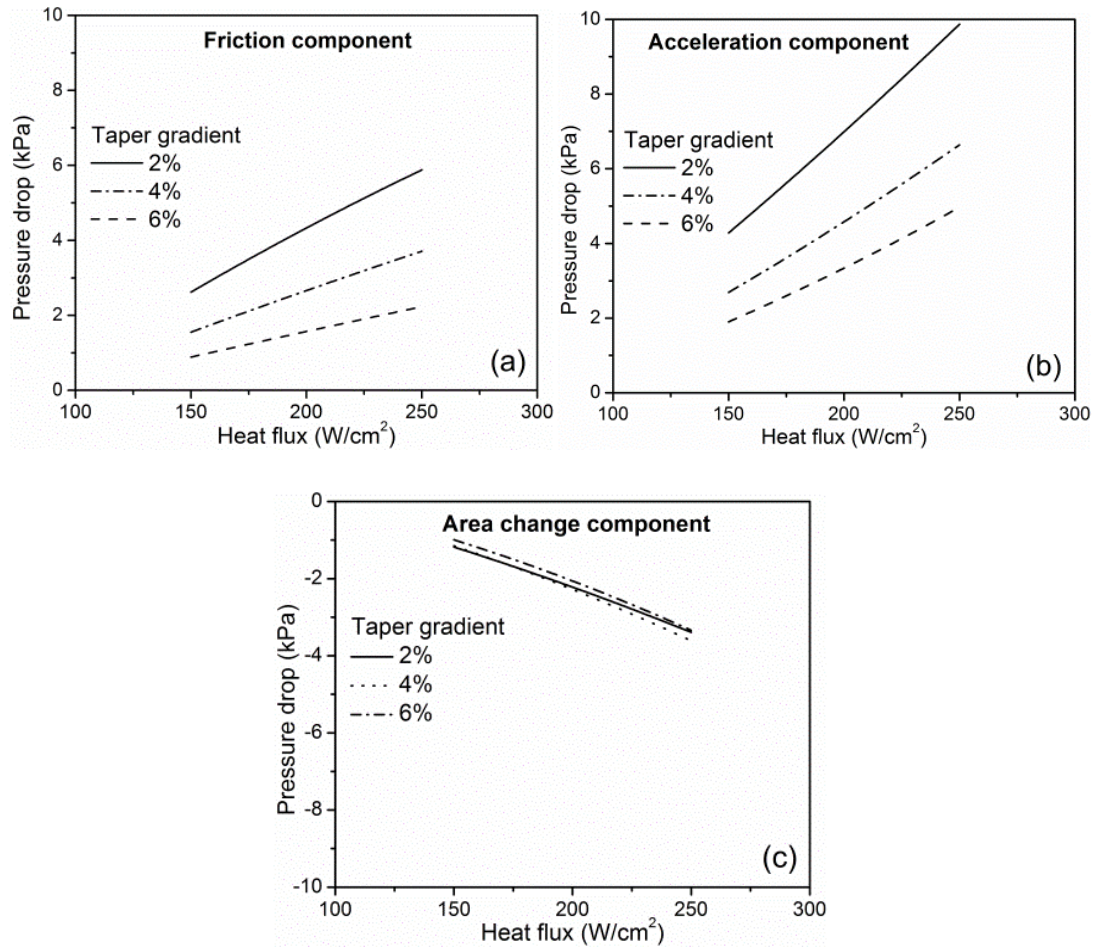 Friction component
Pressure drop (kPa)
10
8
6
4
2
0
Taper gradient
2%
4%
6%
(a)
100 150 200 250 300
Heat flux (W/cm²)
Acceleration component
Pressure drop (kPa)
10
8
6
4
2
0
Taper gradient
2%
4%
6%
(b)
100 150 200 250 300
Heat flux (W/cm²)
Area change component
Pressure drop (kPa)
0
-2
-4
-6
-8
-10
Taper gradient
2%
4%
6%
(c)
100 150 200 250 300
Heat flux (W/cm²)